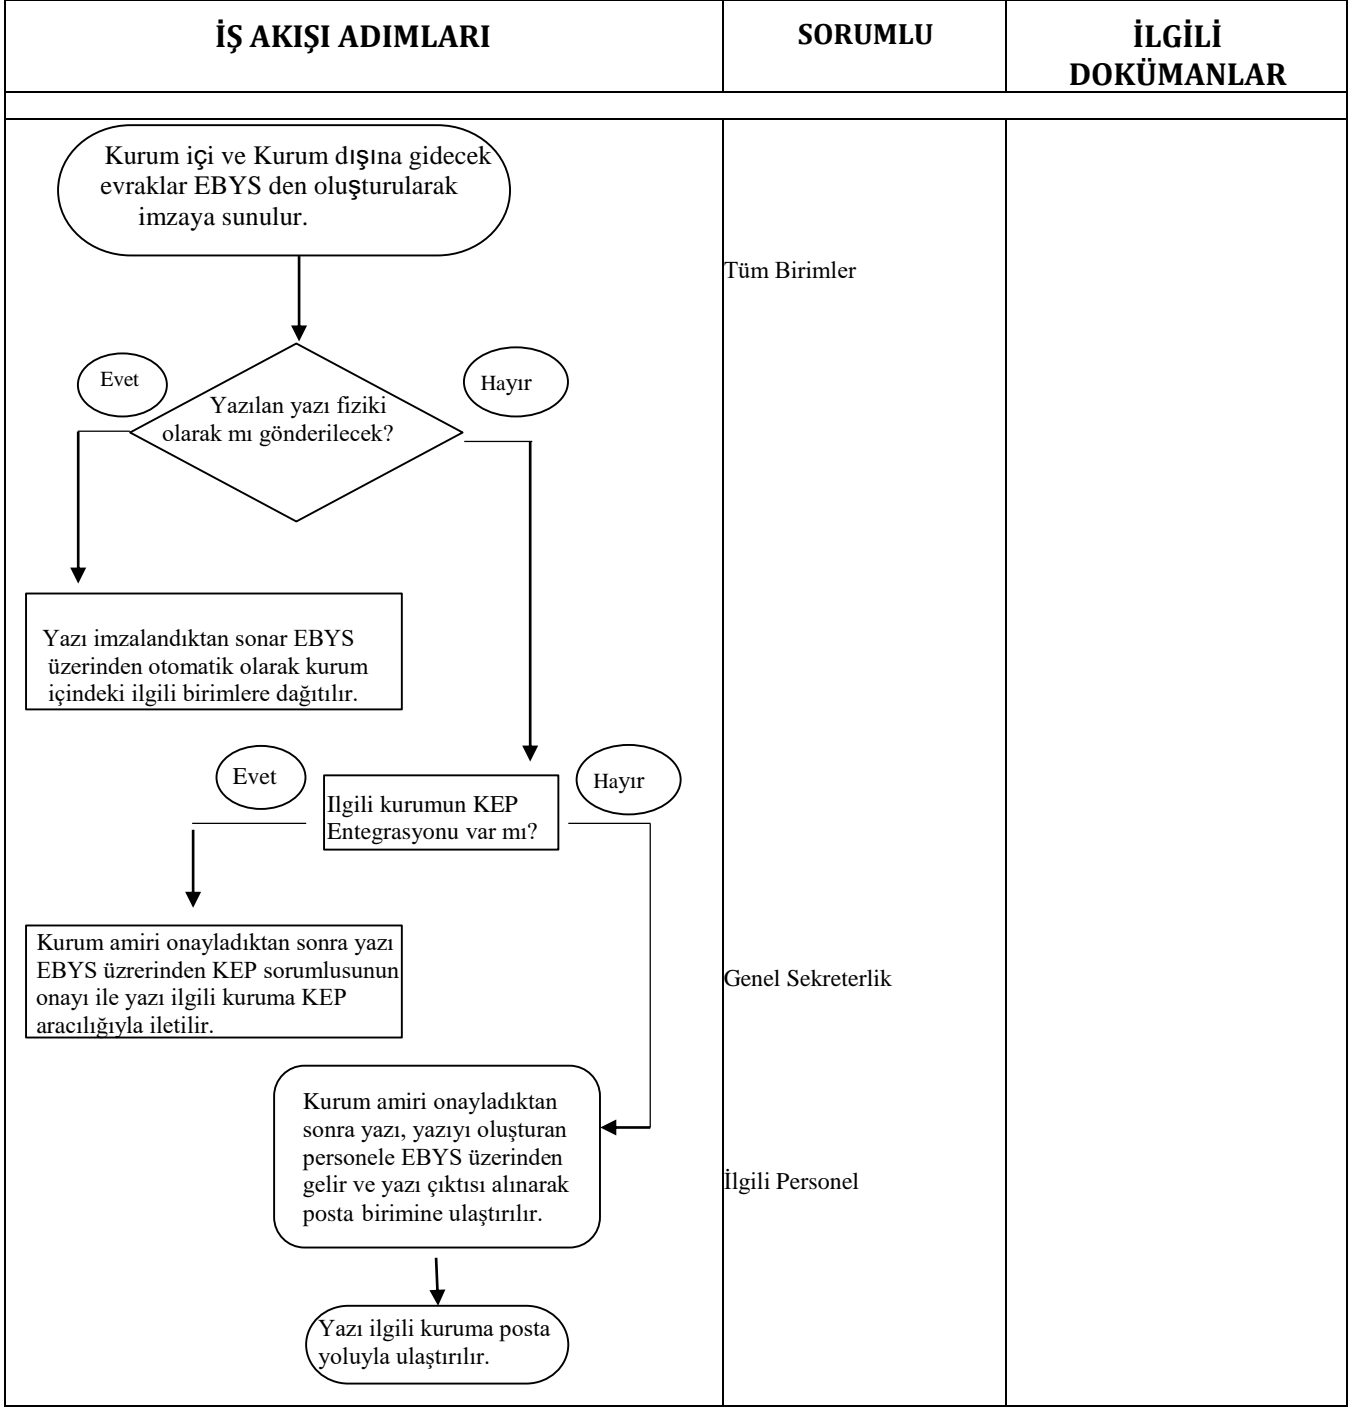 İŞ AKIŞI ADIMLARI
SORUMLU
İLGİLİ
DOKÜMANLAR
Kurum içi ve Kurum dışına gidecek
evraklar EBYS den oluşturularak
imzaya sunulur.
Tüm Birimler
Evet
Hayır
Yazılan yazı fiziki
olarak mı gönderilecek?
Yazı imzalandıktan sonar EBYS
üzerinden otomatik olarak kurum
içindeki ilgili birimlere dağıtılır.
Evet
Hayır
Ilgili kurumun KEP
Entegrasyonu var mı?
Kurum amiri onayladıktan sonra yazı
EBYS üzrerinden KEP sorumlusunun
onayı ile yazı ilgili kuruma KEP
aracılığıyla iletilir.
Genel Sekreterlik
Kurum amiri onayladıktan
sonra yazı, yazıyı oluşturan
personele EBYS üzerinden
gelir ve yazı çıktısı alınarak
posta birimine ulaştırılır.
İlgili Personel
Yazı ilgili kuruma posta
yoluyla ulaştırılır.